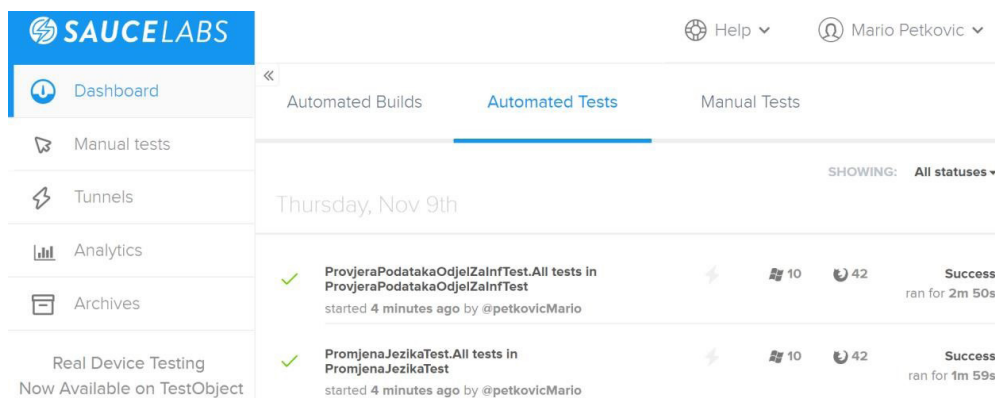 SAUCELABS
Help
Mario Petkovic
Dashboard
Manual tests
Tunnels
Analytics
Archives
Real Device Testing
Now Available on TestObject
«
Automated Builds
Automated Tests
Manual Tests
SHOWING: All statuses
Thursday, Nov 9th
ProvjeraPodatakaOdjelZaInfTest.All tests in
ProvjeraPodatakaOdjelZaInfTest
started 4 minutes ago by @petkovicMario
10
42
Success
ran for 2m 50s
PromjenaJezikaTest.All tests in
PromjenaJezikaTest
started 4 minutes ago by @petkovicMario
10
42
Success
ran for 1m 59s